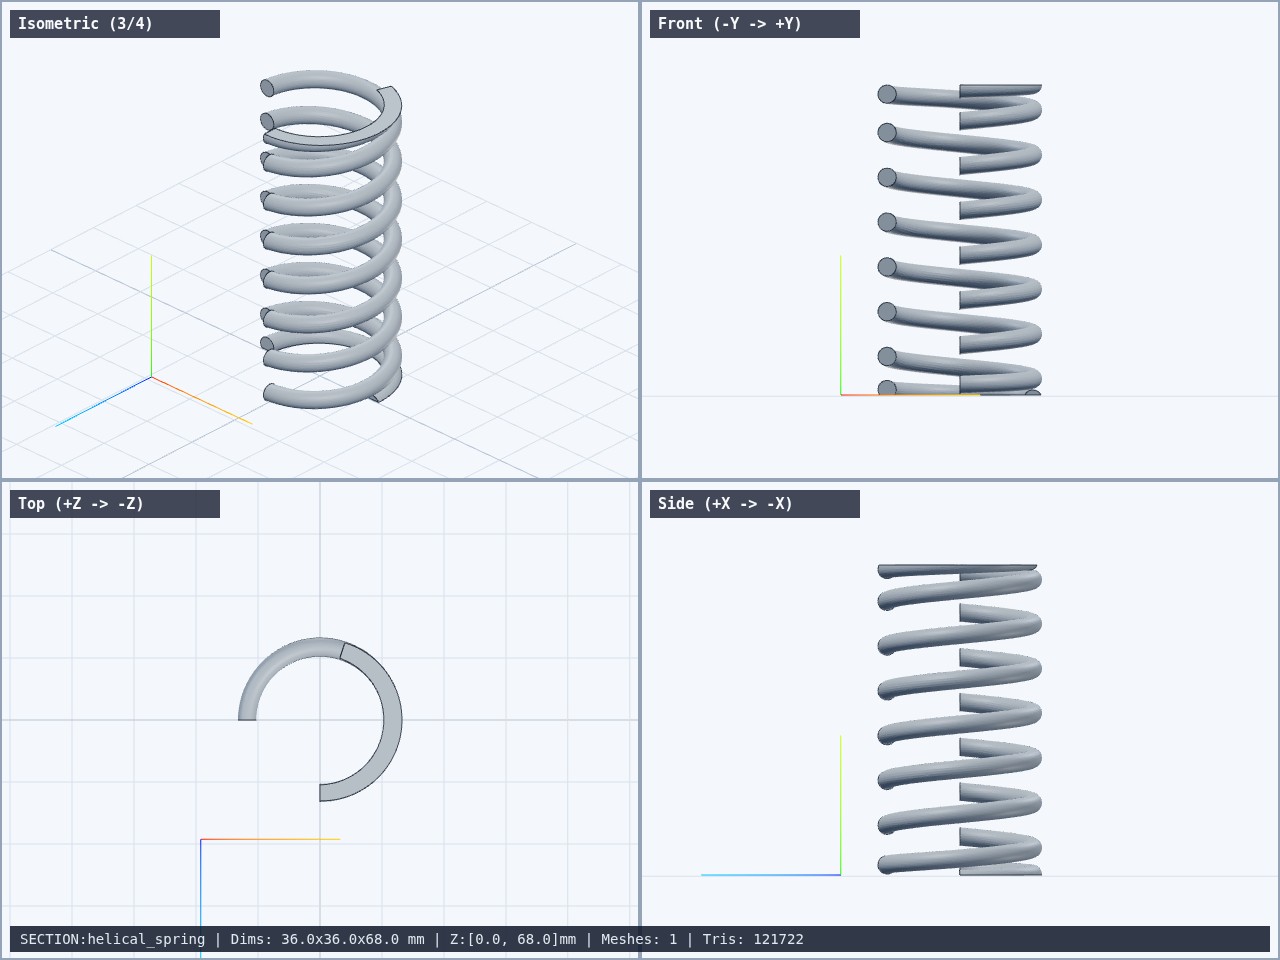 Isometric (3/4)
Front (-Y -> +Y)
Top (+Z -> -Z)
Side (+X -> -X)
SECTION:helical_spring | Dims: 36.0x36.0x68.0 mm | Z:[0.0, 68.0]mm | Meshes: 1 | Tris: 121722